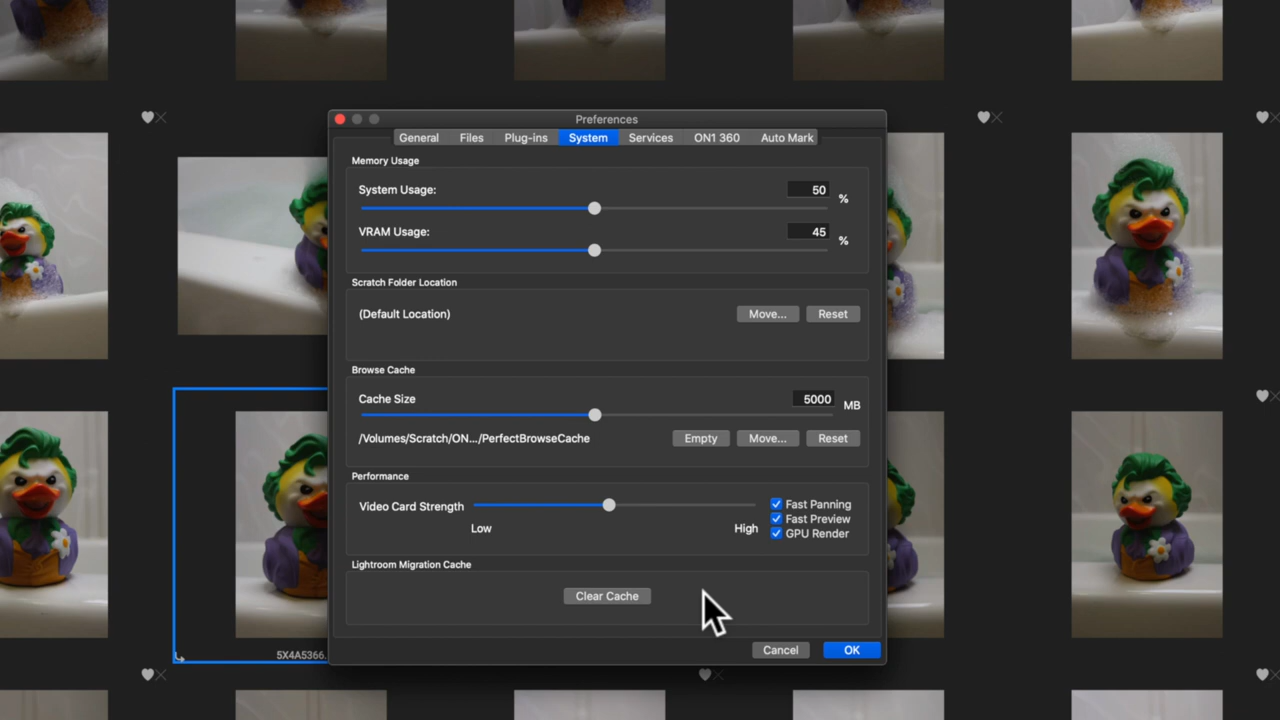 Preferences
General Files Plug-ins System Services ON1 360 Auto Mark
Memory Usage
System Usage: 50 %
VRAM Usage: 45 %
Scratch Folder Location
(Default Location) Move... Reset
Browse Cache
Cache Size 5000 MB
/Volumes/Scratch/ON.../PerfectBrowseCache Empty Move... Reset
Performance
Video Card Strength Low High
Fast Panning
Fast Preview
GPU Render
Lightroom Migration Cache
Clear Cache
Cancel OK
5X4A5366.